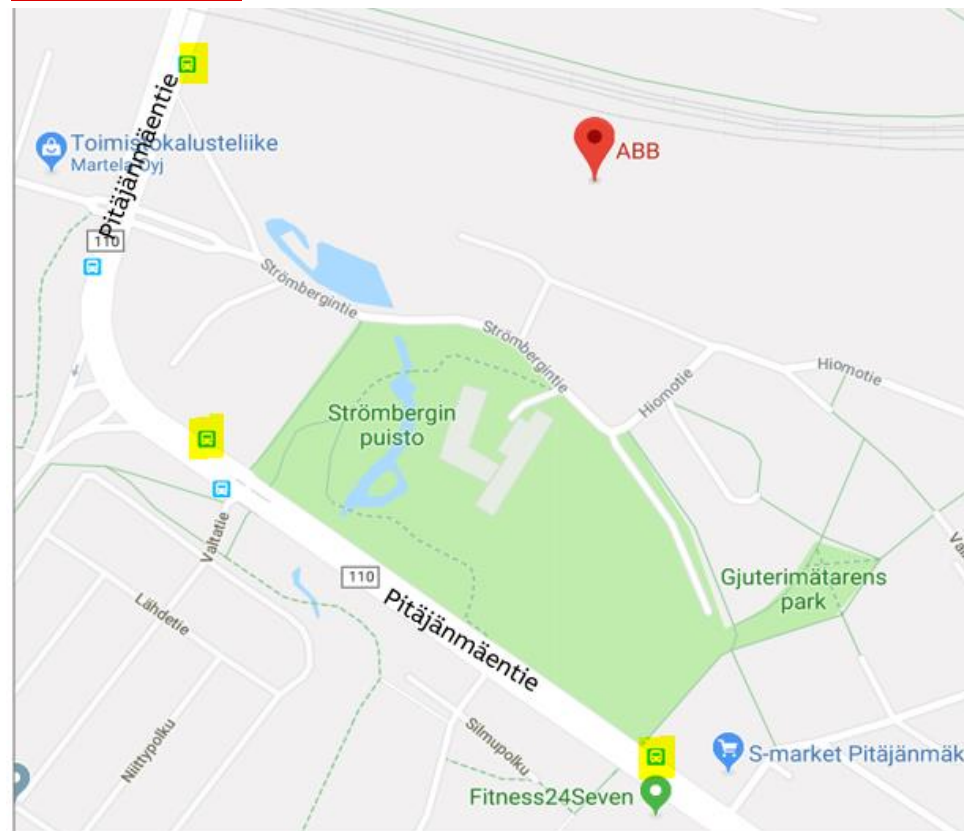 Pitäjänmäentie
Toimistokalusteliike
Martela Oyj
ABB
110
Strömbergintie
Strömbergintie
Hiomotie
Hiomotie
Strömbergin
puisto
Valtatie
110
Gjuterimätarens
park
Lähdetie
Pitäjänmäentie
Niittypolku
Silmupolku
S-market Pitäjänmäk
Fitness24Seven